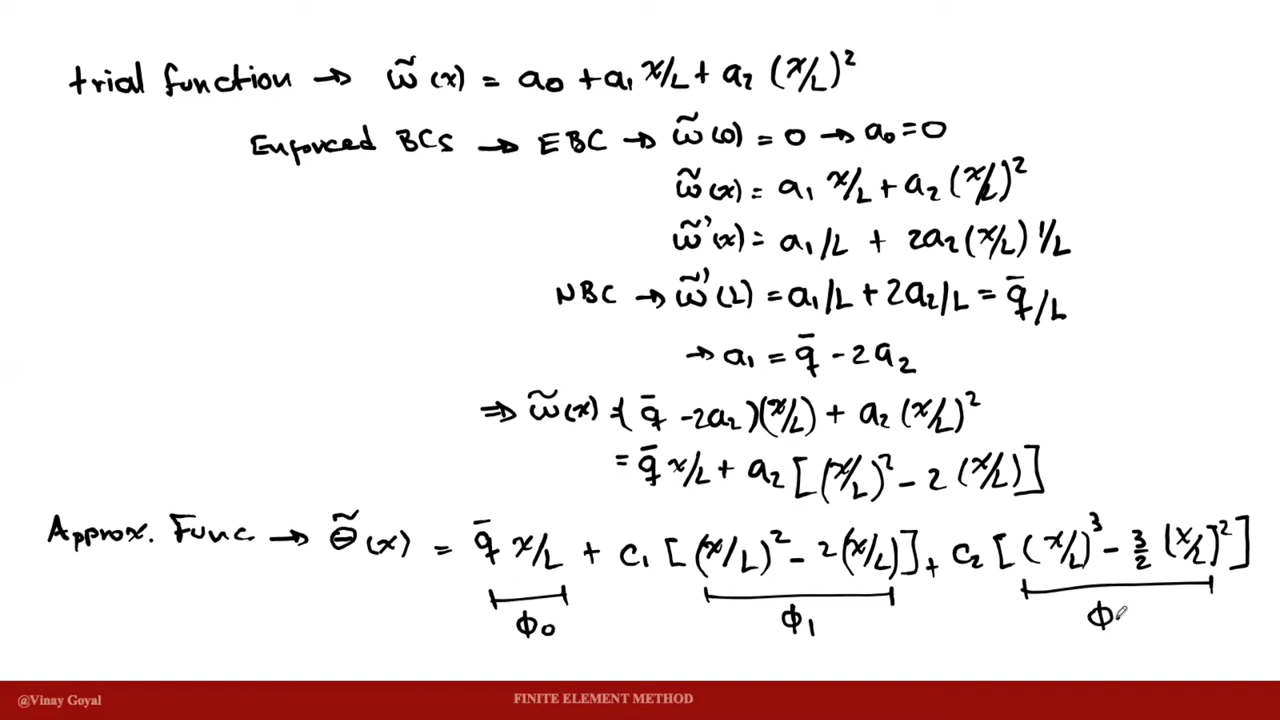 trial function → w̃(x) = a₀ + a₁ x/L + a₂ (x/L)²
Enforced BCS → EBC → w̃(0) = 0 → a₀ = 0
w̃(x) = a₁ x/L + a₂ (x/L)²
w̃'(x) = a₁/L + 2a₂(x/L) 1/L
NBC → w̃'(L) = a₁/L + 2a₂/L = q̄/L
→ a₁ = q̄ - 2a₂
⇒ w̃(x) = (q̄ - 2a₂)(x/L) + a₂ (x/L)²
= q̄ x/L + a₂ [(x/L)² - 2 (x/L)]
Approx. Func. → Θ̃(x) = q̄ x/L + c₁ [(x/L)² - 2(x/L)] + c₂ [(x/L)³ - 3/2 (x/L)²]
ϕ₀ ϕ₁ ϕ
@Vinay Goyal FINITE ELEMENT METHOD